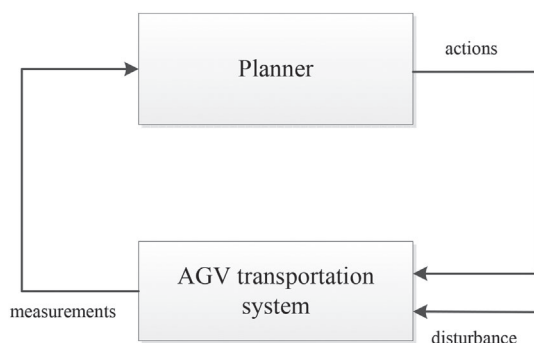 Planner
actions
AGV transportation
system
measurements
disturbance